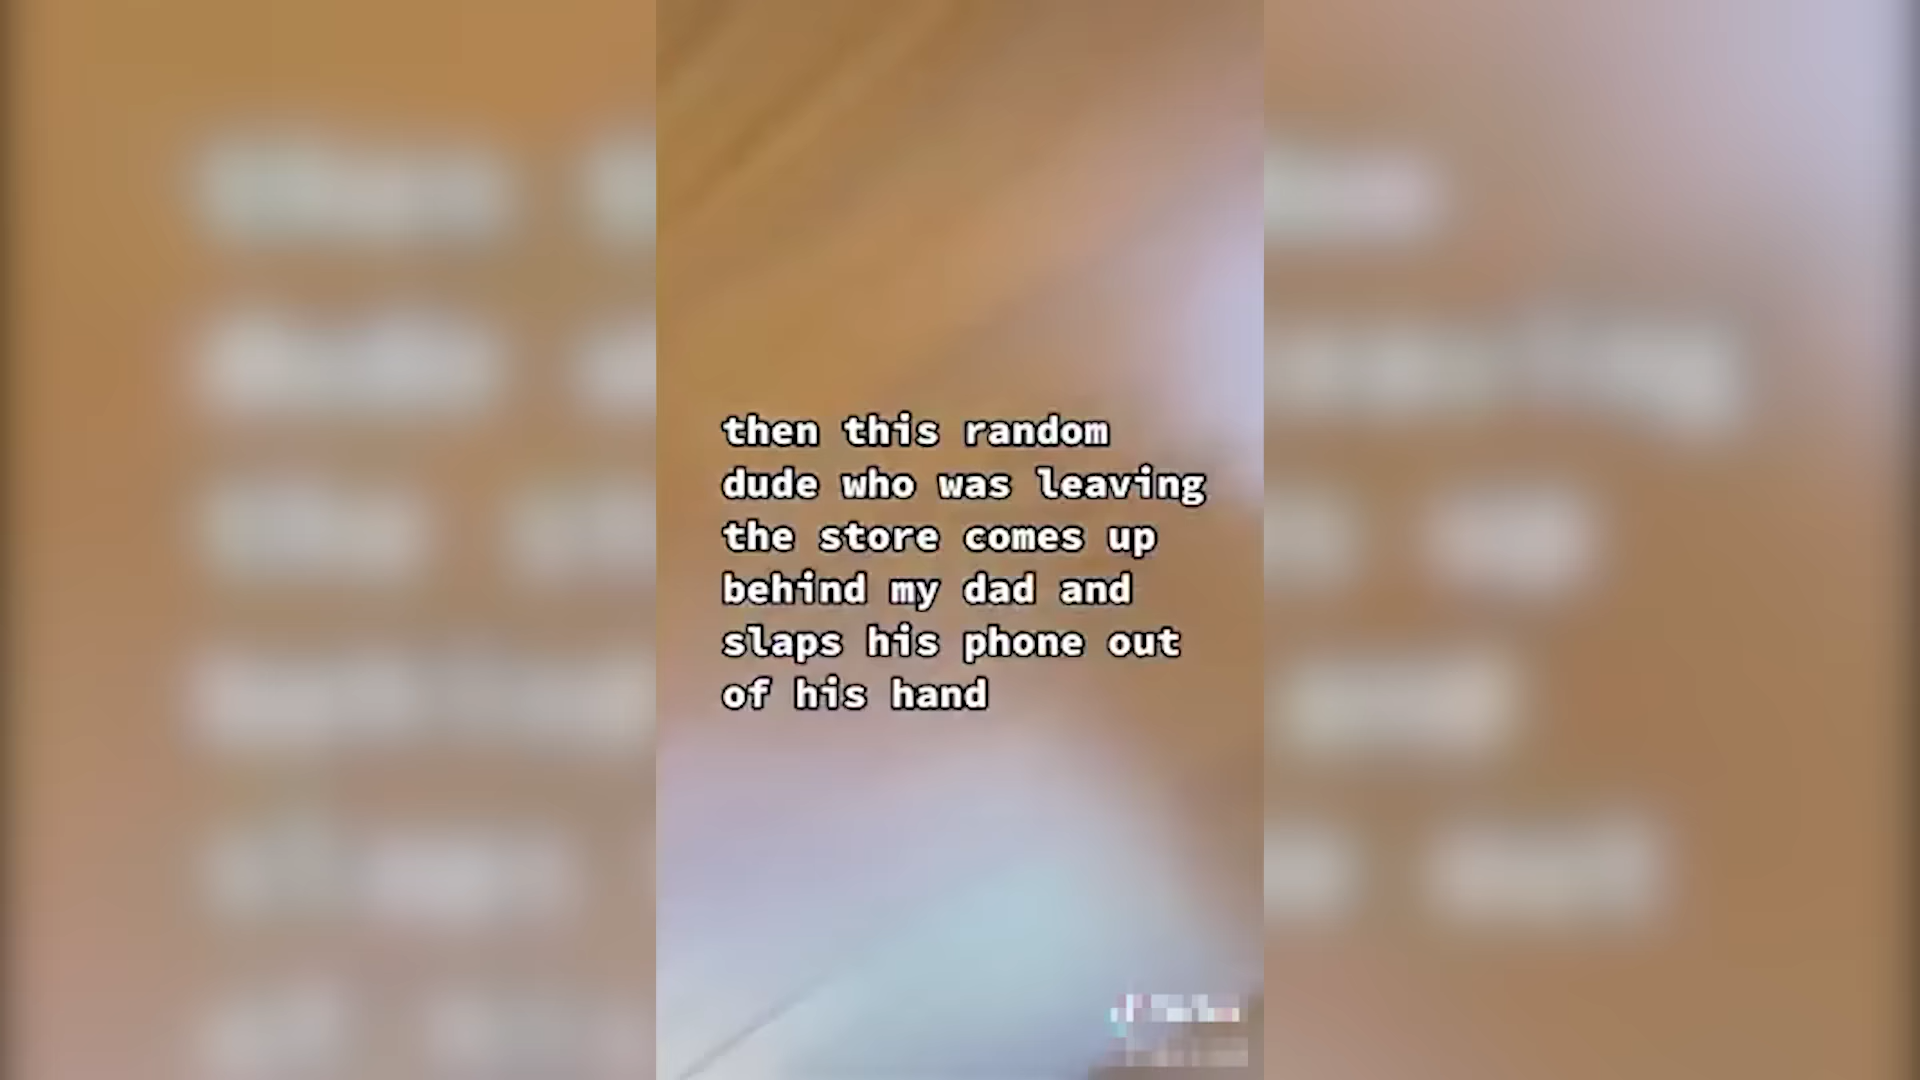 then this random
dude who was leaving
the store comes up
behind my dad and
slaps his phone out
of his hand